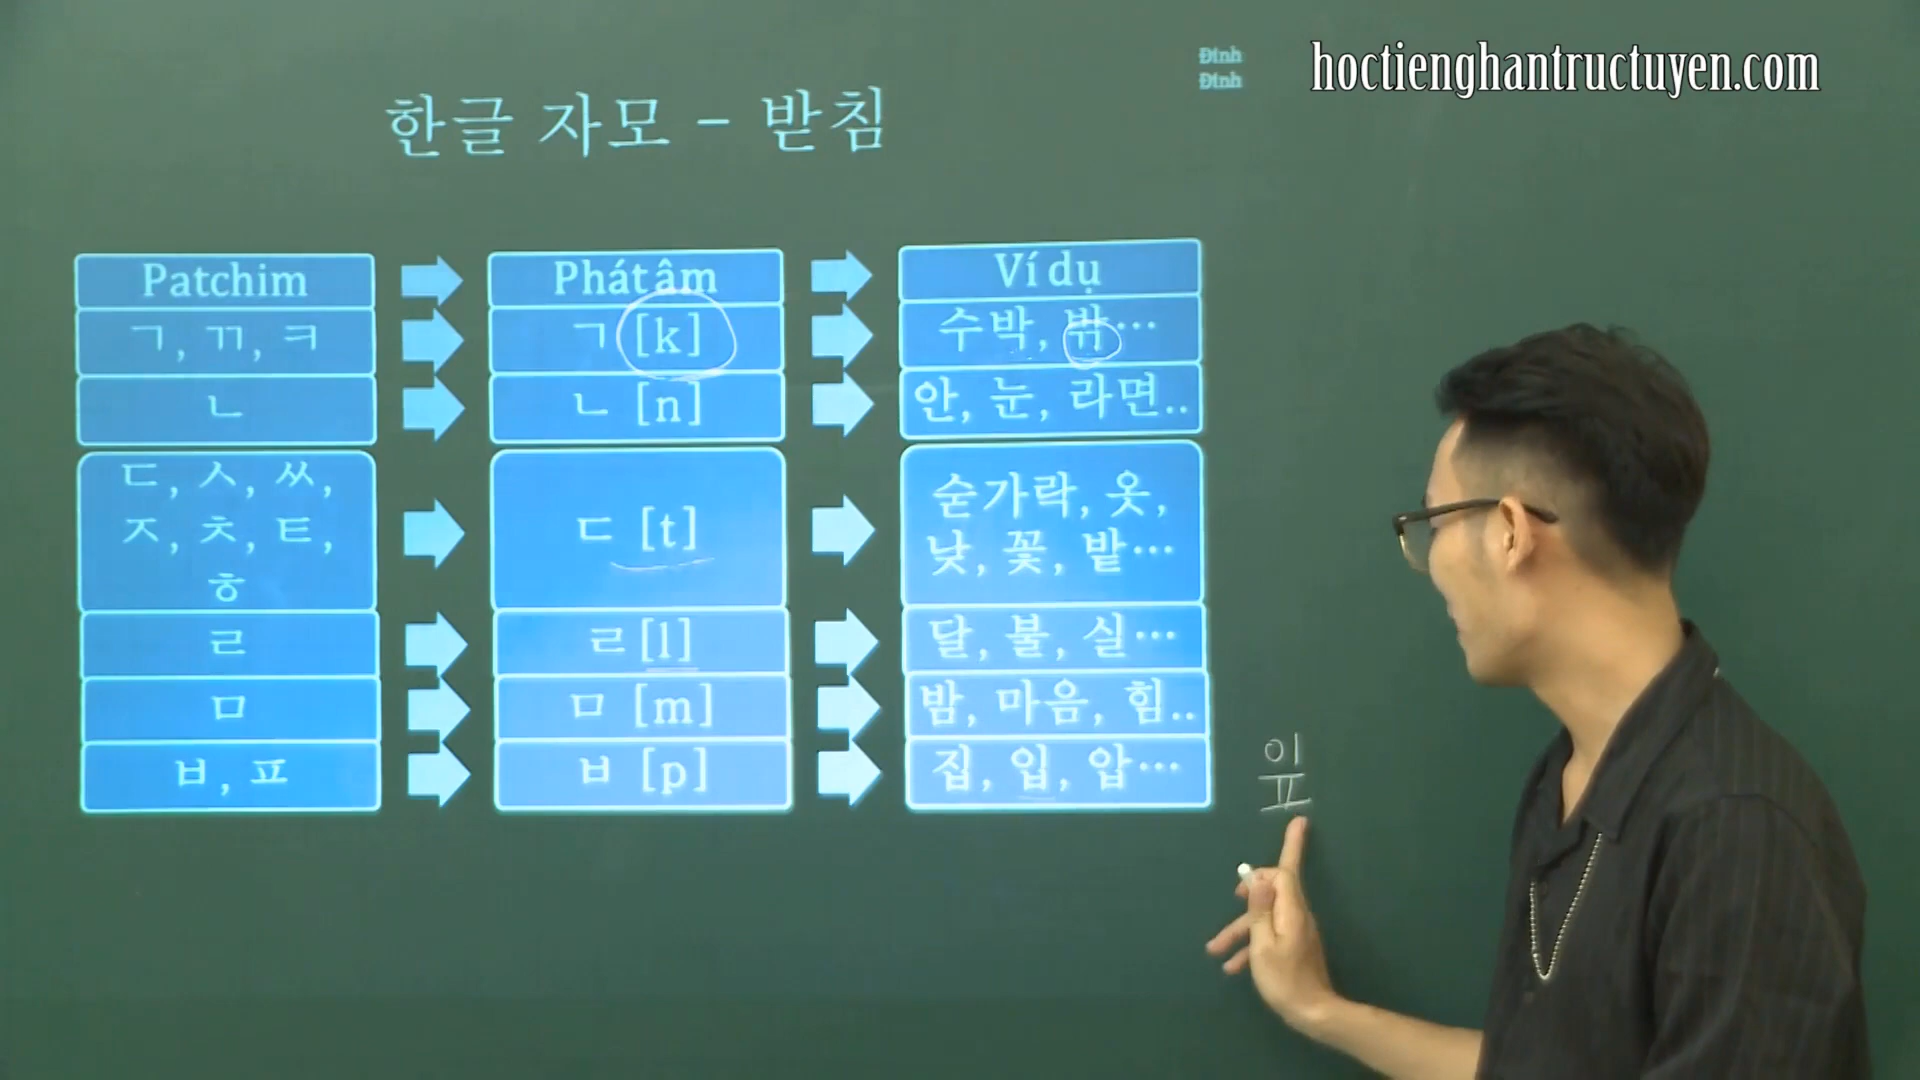 Đính
Đính
hoctienghantructuyen.com
한글 자모 - 받침
Patchim
Phát âm
Ví dụ
ㄱ, ㄲ, ㅋ
ㄱ [k]
수박, 밖…
ㄴ
ㄴ [n]
안, 눈, 라면..
ㄷ, ㅅ, ㅆ,
ㅈ, ㅊ, ㅌ,
ㅎ
ㄷ [t]
숟가락, 옷,
낮, 꽃, 밭…
ㄹ
ㄹ [l]
달, 불, 실…
ㅁ
ㅁ [m]
밤, 마음, 힘..
ㅂ, ㅍ
ㅂ [p]
집, 입, 압…
잎